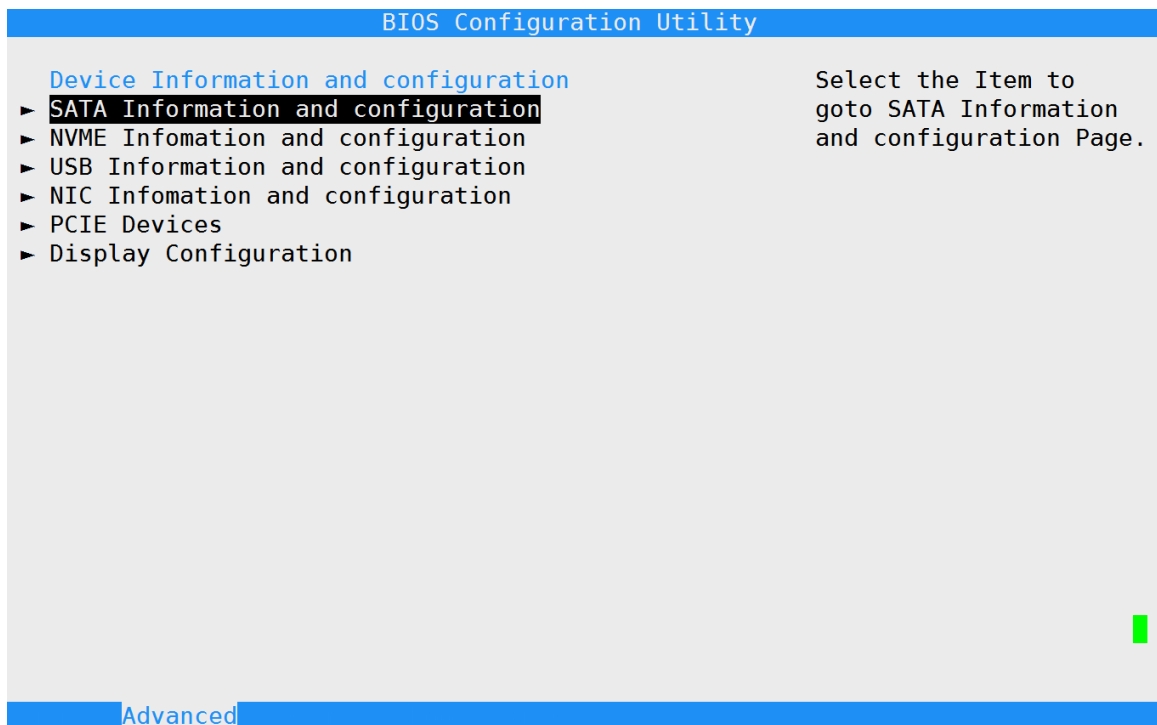 BIOS Configuration Utility
Device Information and configuration
► SATA Information and configuration
► NVME Infomation and configuration
► USB Information and configuration
► NIC Infomation and configuration
► PCIE Devices
► Display Configuration
Select the Item to
goto SATA Information
and configuration Page.
Advanced